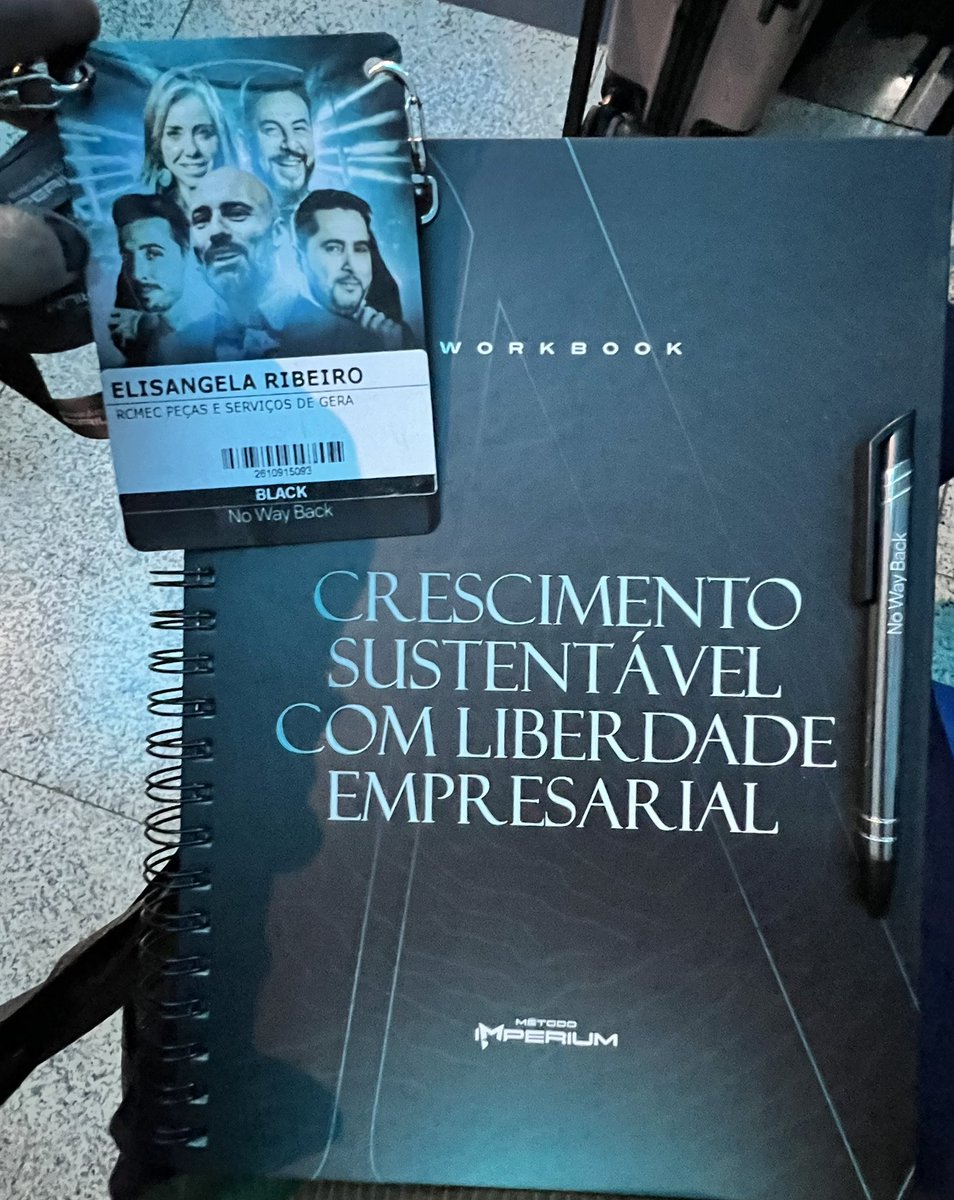 ELISANGELA RIBEIRO
RCMEC PEÇAS E SERVIÇOS DE GERA
2610915093
BLACK
No Way Back
WORKBOOK
No Way Back
CRESCIMENTO
SUSTENTÁVEL
COM LIBERDADE
EMPRESARIAL
MÉTODO
IMPERIUM